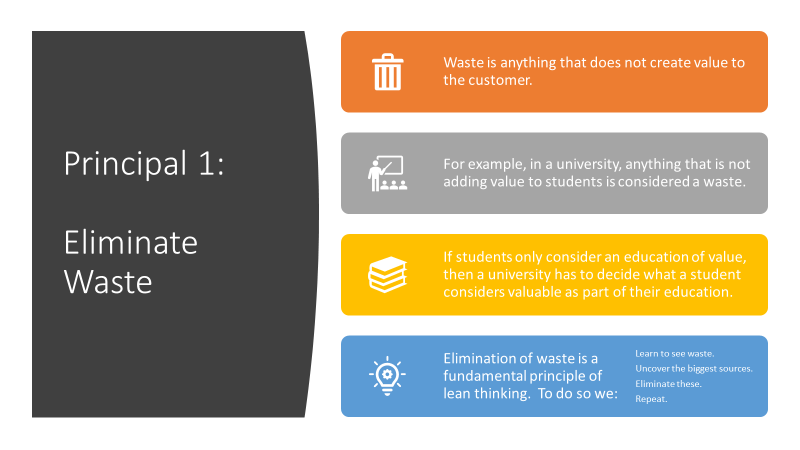 Principal 1:
Eliminate
Waste
Waste is anything that does not create value to
the customer.
For example, in a university, anything that is not
adding value to students is considered a waste.
If students only consider an education of value,
then a university has to decide what a student
considers valuable as part of their education.
Elimination of waste is a
fundamental principle of
lean thinking.  To do so we:
Learn to see waste.
Uncover the biggest sources.
Eliminate these.
Repeat.